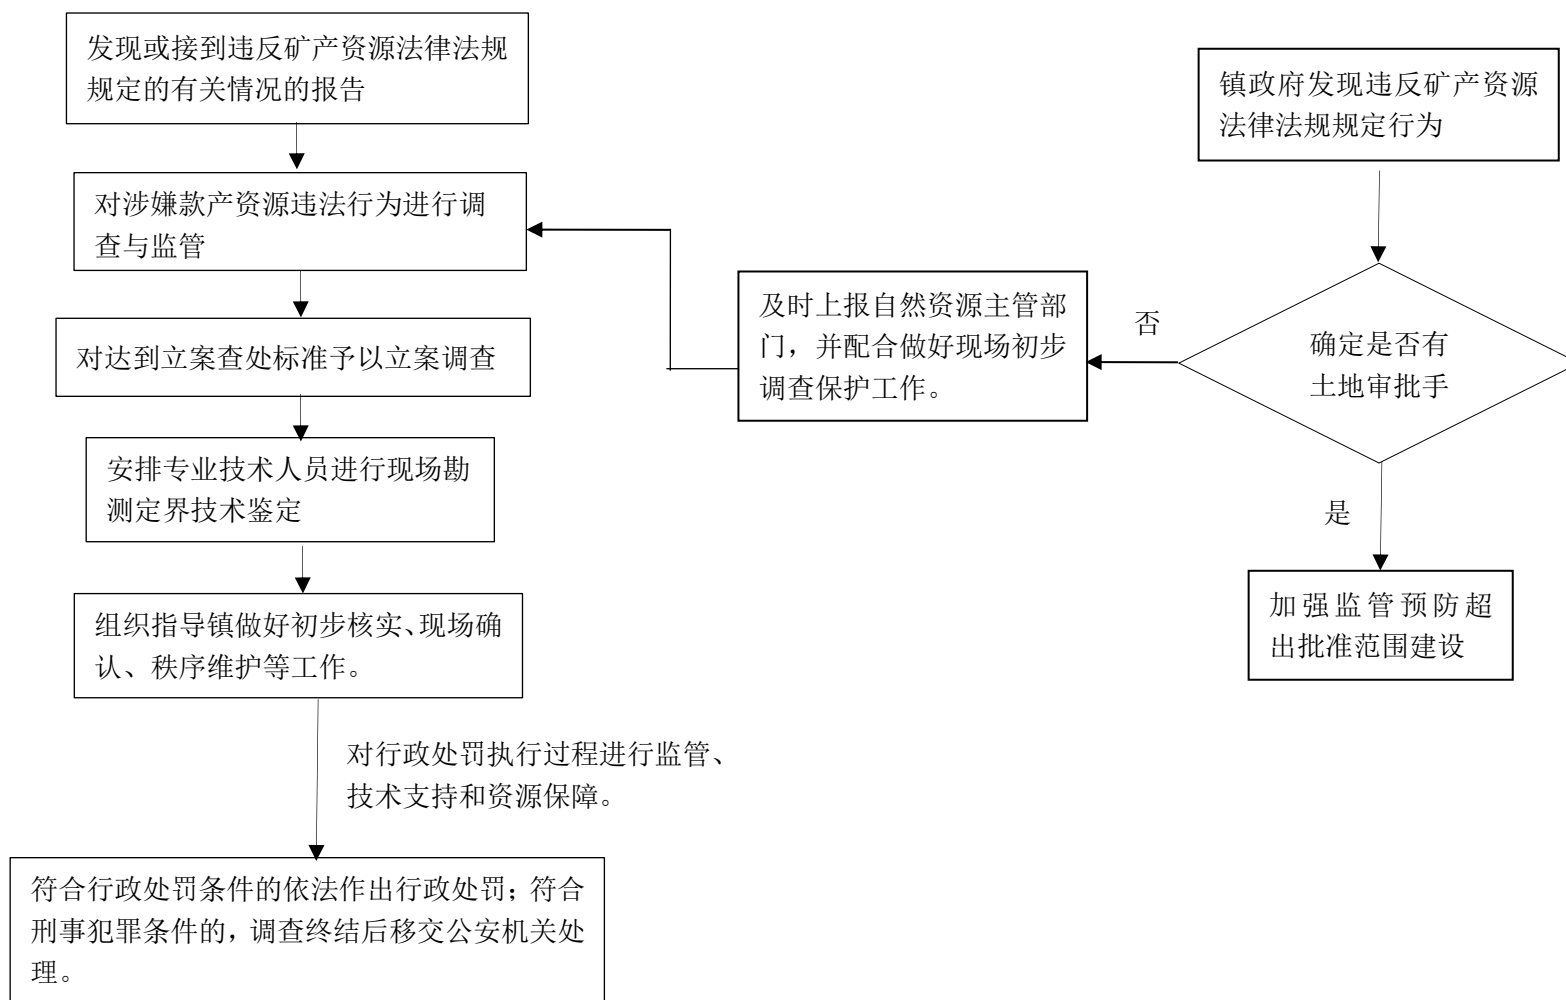 发现或接到违反矿产资源法律法规
规定的有关情况的报告
对涉嫌款产资源违法行为进行调
查与监管
对达到立案查处标准予以立案调查
安排专业技术人员进行现场勘
测定界技术鉴定
组织指导镇做好初步核实、现场确
认、秩序维护等工作。
对行政处罚执行过程进行监管、
技术支持和资源保障。
符合行政处罚条件的依法作出行政处罚；符合
刑事犯罪条件的，调查终结后移交公安机关处
理。
镇政府发现违反矿产资源
法律法规规定行为
确定是否有
土地审批手
否
及时上报自然资源主管部
门，并配合做好现场初步
调查保护工作。
是
加强监管预防超
出批准范围建设